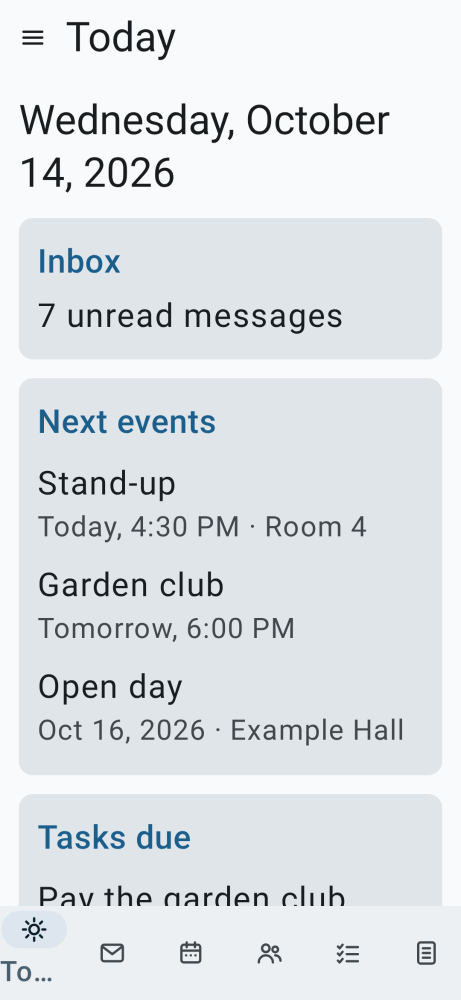 Today
Wednesday, October
14, 2026
Inbox
7 unread messages
Next events
Stand-up
Today, 4:30 PM · Room 4
Garden club
Tomorrow, 6:00 PM
Open day
Oct 16, 2026 · Example Hall
Tasks due
Pay the garden club
To…